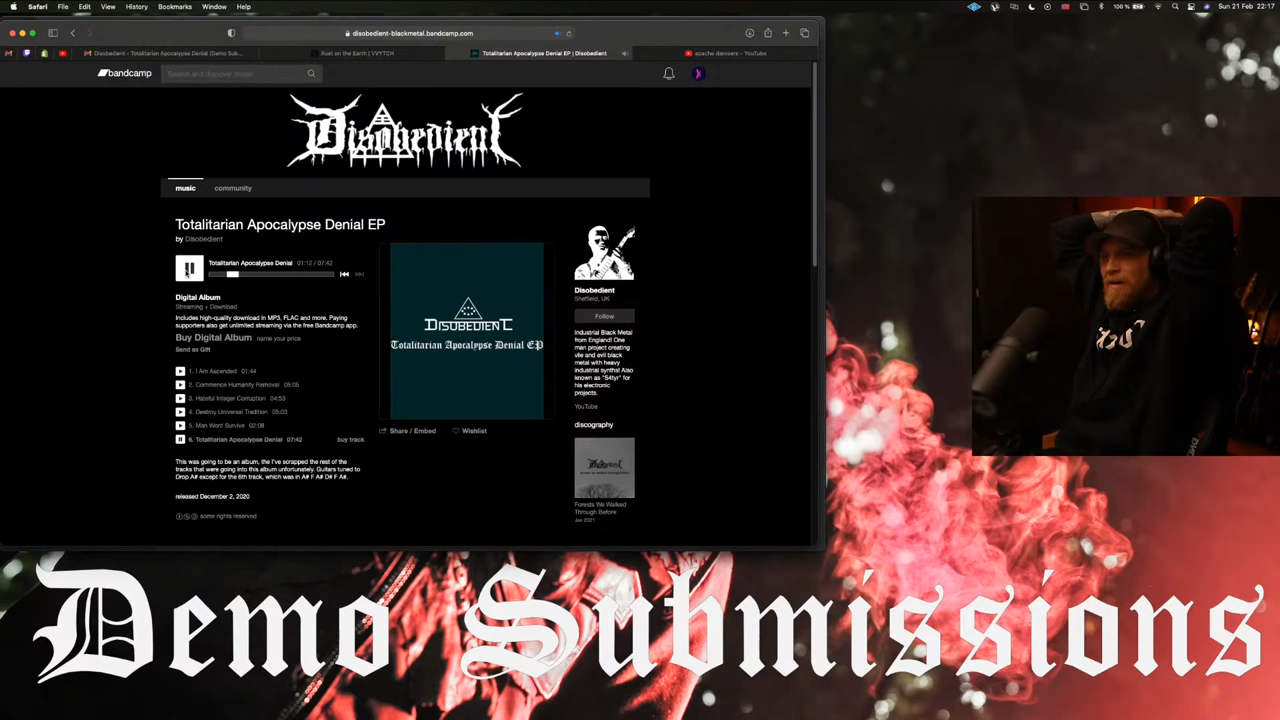 Safari File Edit View History Bookmarks Window Help
100 % Sun 21 Feb 22:17
disobedient-blackmetal.bandcamp.com
Disobedient - Totalitarian Apocalypse Denial (Demo Sub...
Rust on the Earth | VVYTCH
Totalitarian Apocalypse Denial EP | Disobedient
apache damsers - YouTube
bandcamp
Search and discover music
Disobedient
music community
Totalitarian Apocalypse Denial EP
by Disobedient
Totalitarian Apocalypse Denial 01:12 / 07:42
Digital Album
Streaming + Download
Includes high-quality download in MP3, FLAC and more. Paying
supporters also get unlimited streaming via the free Bandcamp app.
Buy Digital Album name your price
Send as Gift
1. I Am Ascended 01:44
2. Commence Humanity Removal 05:05
3. Hateful Integer Corruption 04:53
4. Destroy Universal Tradition 05:03
5. Man Wont Survive 02:08
6. Totalitarian Apocalypse Denial 07:42 buy track
This was going to be an album, the I've scrapped the rest of the
tracks that were going into this album unfortunately. Guitars tuned to
Drop A# except for the 6th track, which was in A# F A# D# F A#.
released December 2, 2020
some rights reserved
DISOBEDIENT
Totalitarian Apocalypse Denial EP
Share / Embed Wishlist
Disobedient
Sheffield, UK
Follow
Industrial Black Metal
from England! One
man project creating
vile and evil black
metal with heavy
industrial synths! Also
known as "S4tyr" for
his electronic
projects.
YouTube
discography
Forests We Walked
Through Before
Jan 2021
Demo Submissions